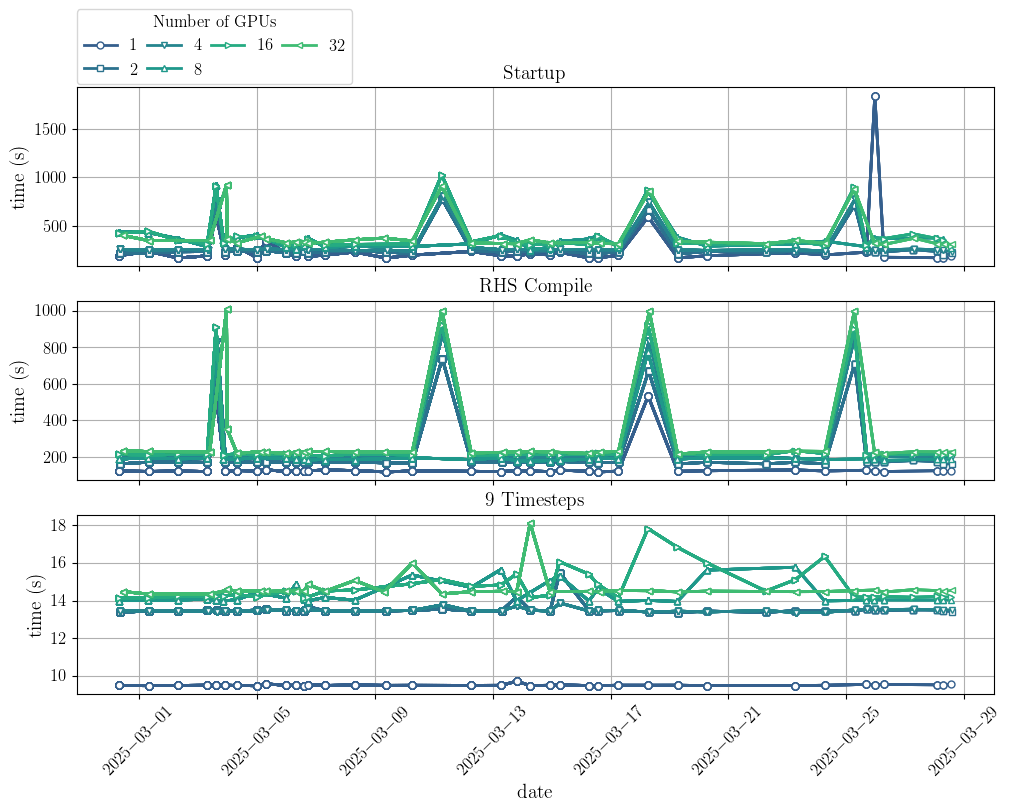 Number of GPUs
1 4 16 32
2 8
Startup
time (s)
1500
1000
500
RHS Compile
time (s)
1000
800
600
400
200
9 Timesteps
time (s)
18
16
14
12
10
2025−03−01 2025−03−05 2025−03−09 2025−03−13 2025−03−17 2025−03−21 2025−03−25 2025−03−29
date